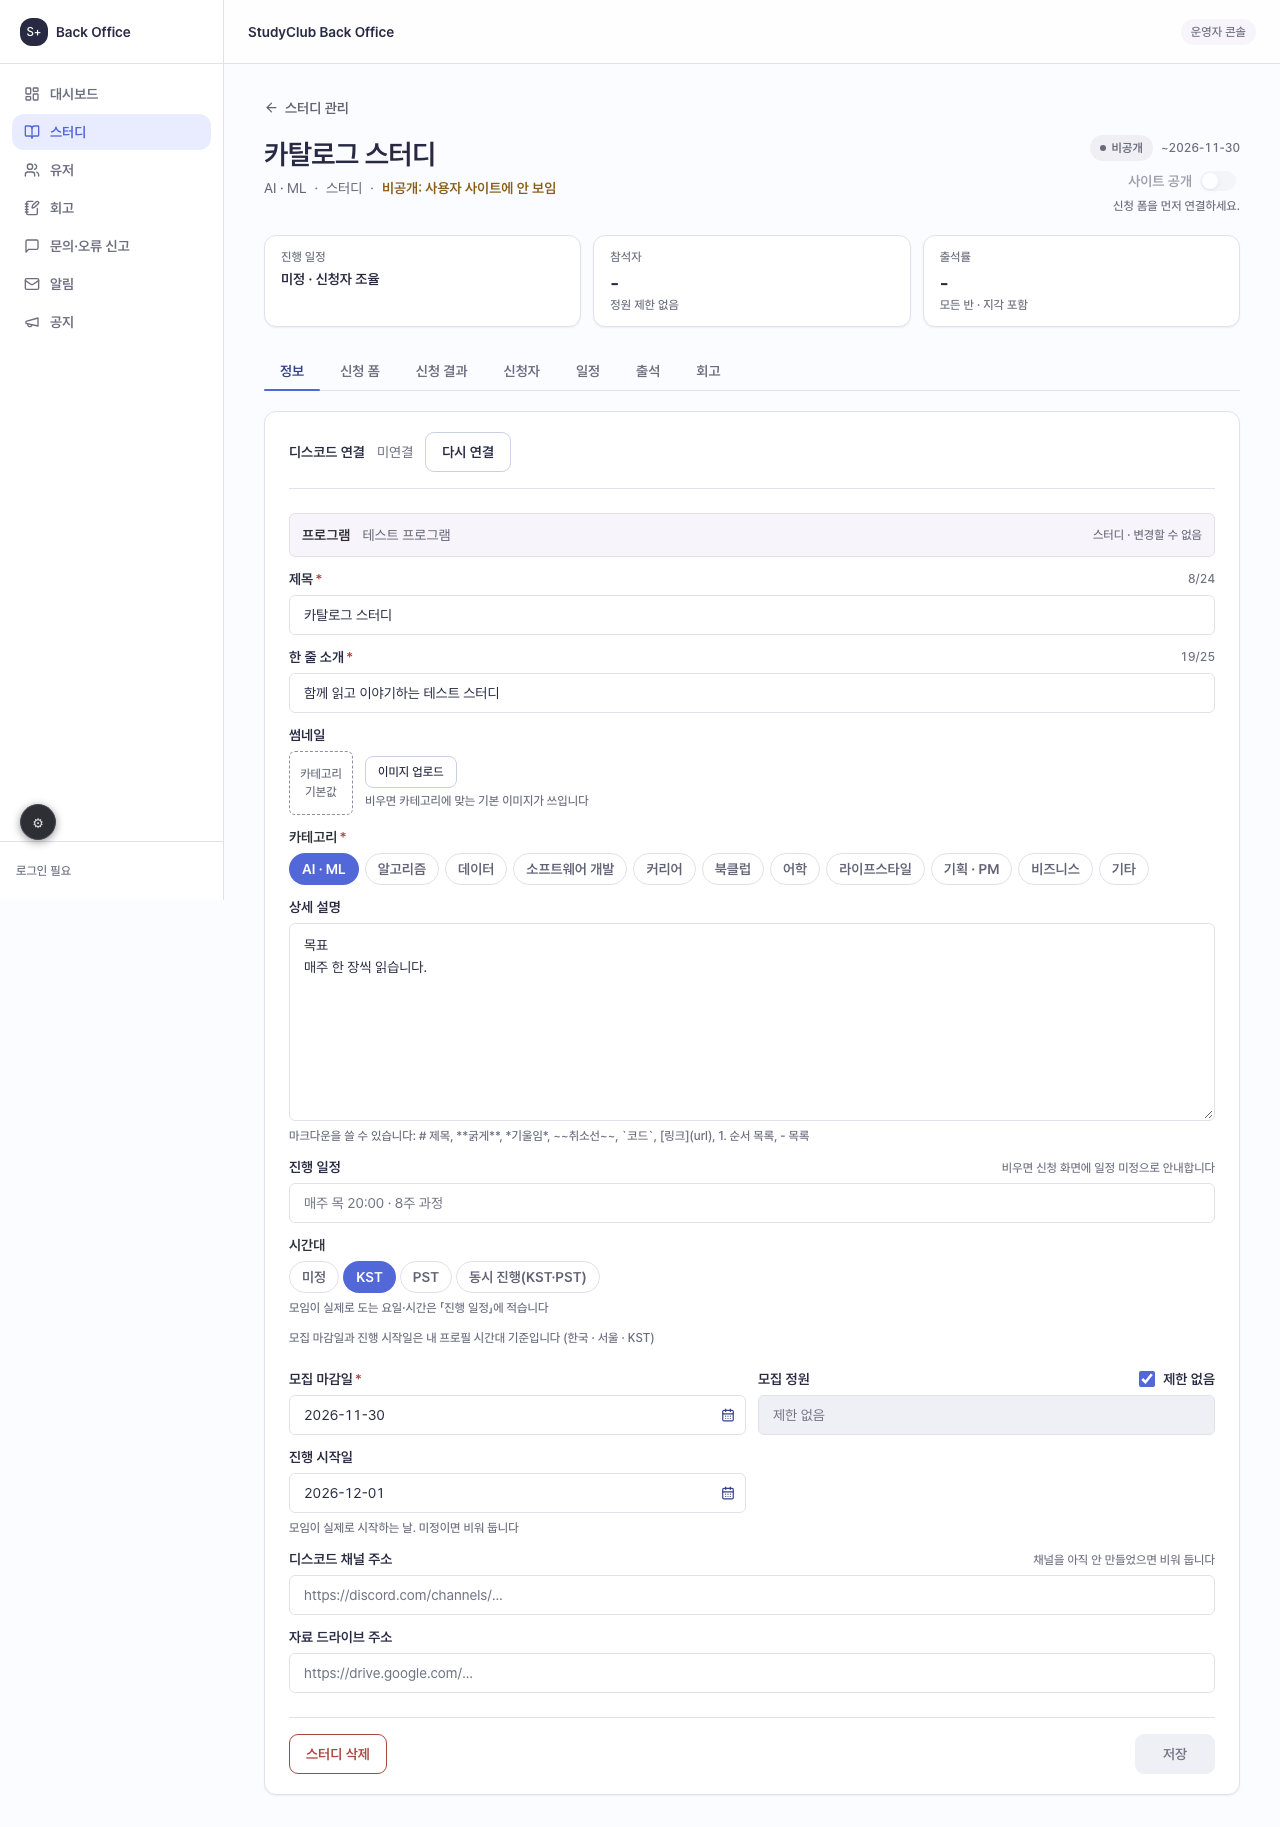 S+ Back Office
StudyClub Back Office
운영자 콘솔
대시보드
스터디
유저
회고
문의·오류 신고
알림
공지
로그인 필요
← 스터디 관리
카탈로그 스터디
AI · ML · 스터디 · 비공개: 사용자 사이트에 안 보임
비공개 ~2026-11-30
사이트 공개
신청 폼을 먼저 연결하세요.
진행 일정
미정 · 신청자 조율
참석자
-
정원 제한 없음
출석률
-
모든 반 · 지각 포함
정보 신청 폼 신청 결과 신청자 일정 출석 회고
디스코드 연결 미연결 다시 연결
프로그램 테스트 프로그램 스터디 · 변경할 수 없음
제목 * 8/24
카탈로그 스터디
한 줄 소개 * 19/25
함께 읽고 이야기하는 테스트 스터디
썸네일
카테고리
기본값
이미지 업로드
비우면 카테고리에 맞는 기본 이미지가 쓰입니다
카테고리 *
AI · ML 알고리즘 데이터 소프트웨어 개발 커리어 북클럽 어학 라이프스타일 기획 · PM 비즈니스 기타
상세 설명
목표
매주 한 장씩 읽습니다.
마크다운을 쓸 수 있습니다: # 제목, **굵게**, *기울임*, ~~취소선~~, `코드`, [링크](url), 1. 순서 목록, - 목록
진행 일정 비우면 신청 화면에 일정 미정으로 안내합니다
매주 목 20:00 · 8주 과정
시간대
미정 KST PST 동시 진행(KST·PST)
모임이 실제로 도는 요일·시간은 「진행 일정」에 적습니다
모집 마감일과 진행 시작일은 내 프로필 시간대 기준입니다 (한국 · 서울 · KST)
모집 마감일 *
2026-11-30
모집 정원 제한 없음
제한 없음
진행 시작일
2026-12-01
모임이 실제로 시작하는 날. 미정이면 비워 둡니다
디스코드 채널 주소 채널을 아직 안 만들었으면 비워 둡니다
https://discord.com/channels/...
자료 드라이브 주소
https://drive.google.com/...
스터디 삭제 저장